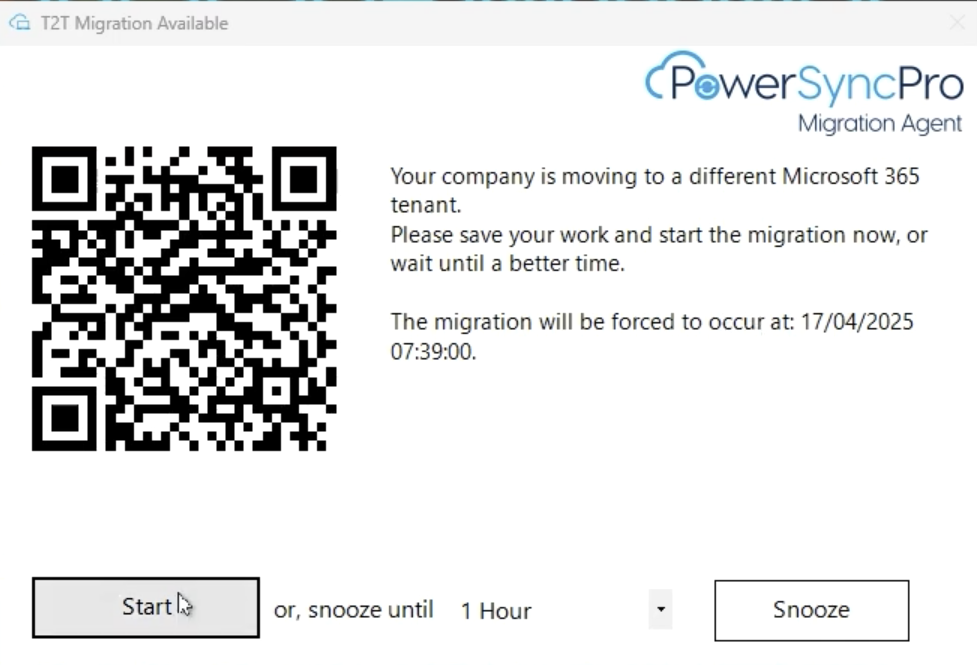 T2T Migration Available
PowerSyncPro
Migration Agent
Your company is moving to a different Microsoft 365
tenant.
Please save your work and start the migration now, or
wait until a better time.
The migration will be forced to occur at: 17/04/2025
07:39:00.
Start or, snooze until 1 Hour Snooze